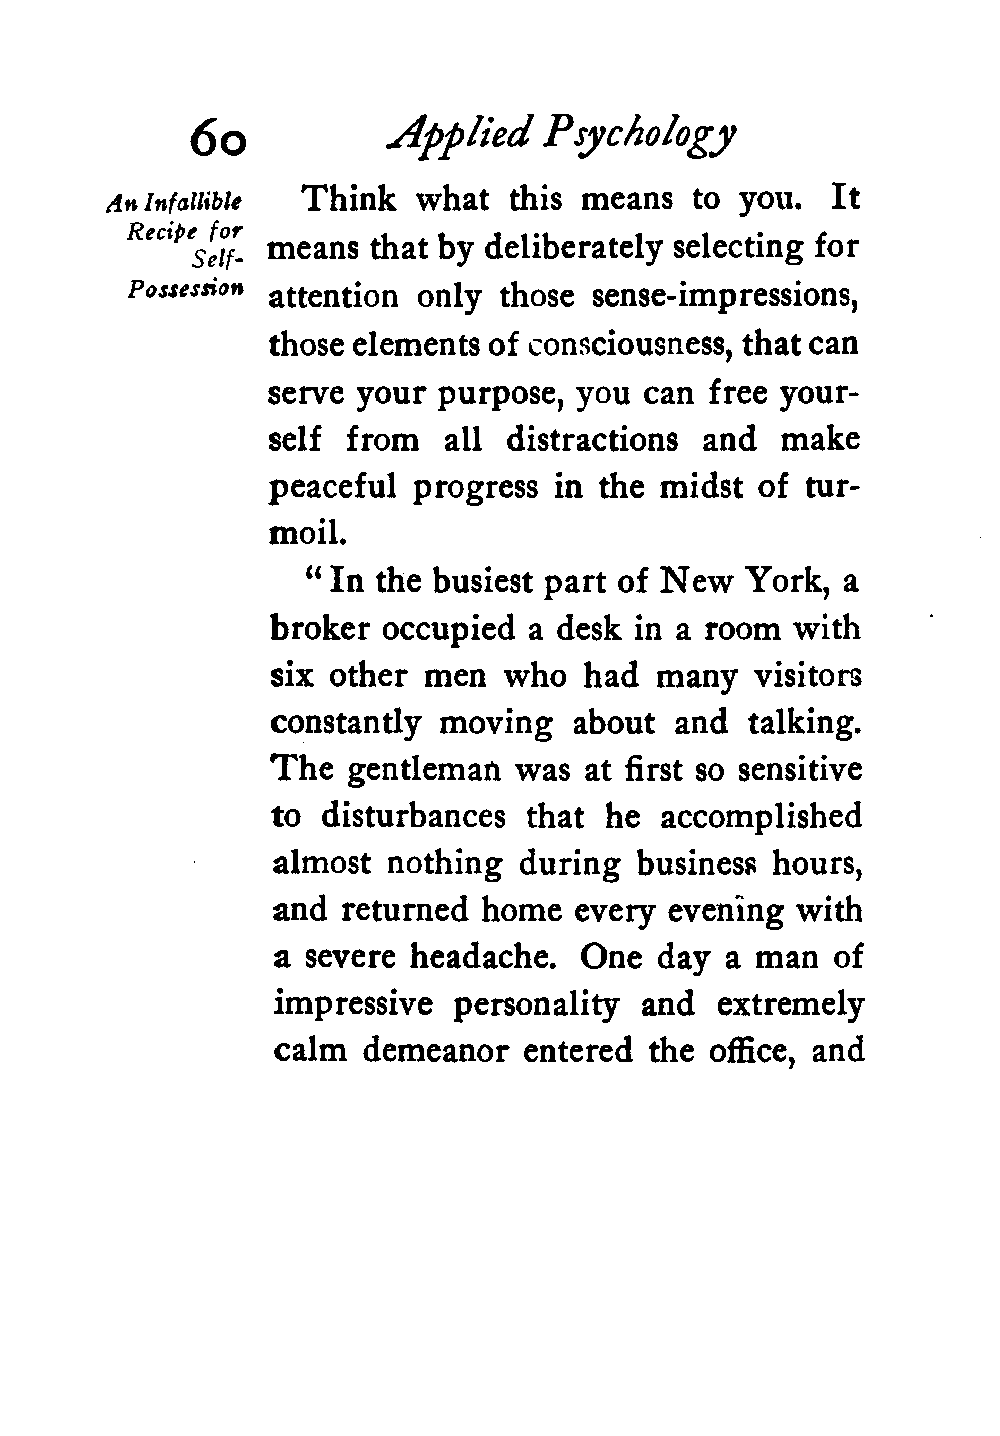 60
Applied Psychology
An Infallible
Recipe for
Self-
Possession
Think what this means to you. It
means that by deliberately selecting for
attention only those sense-impressions,
those elements of consciousness, that can
serve your purpose, you can free your-
self from all distractions and make
peaceful progress in the midst of tur-
moil.
“In the busiest part of New York, a
broker occupied a desk in a room with
six other men who had many visitors
constantly moving about and talking.
The gentleman was at first so sensitive
to disturbances that he accomplished
almost nothing during business hours,
and returned home every evening with
a severe headache. One day a man of
impressive personality and extremely
calm demeanor entered the office, and